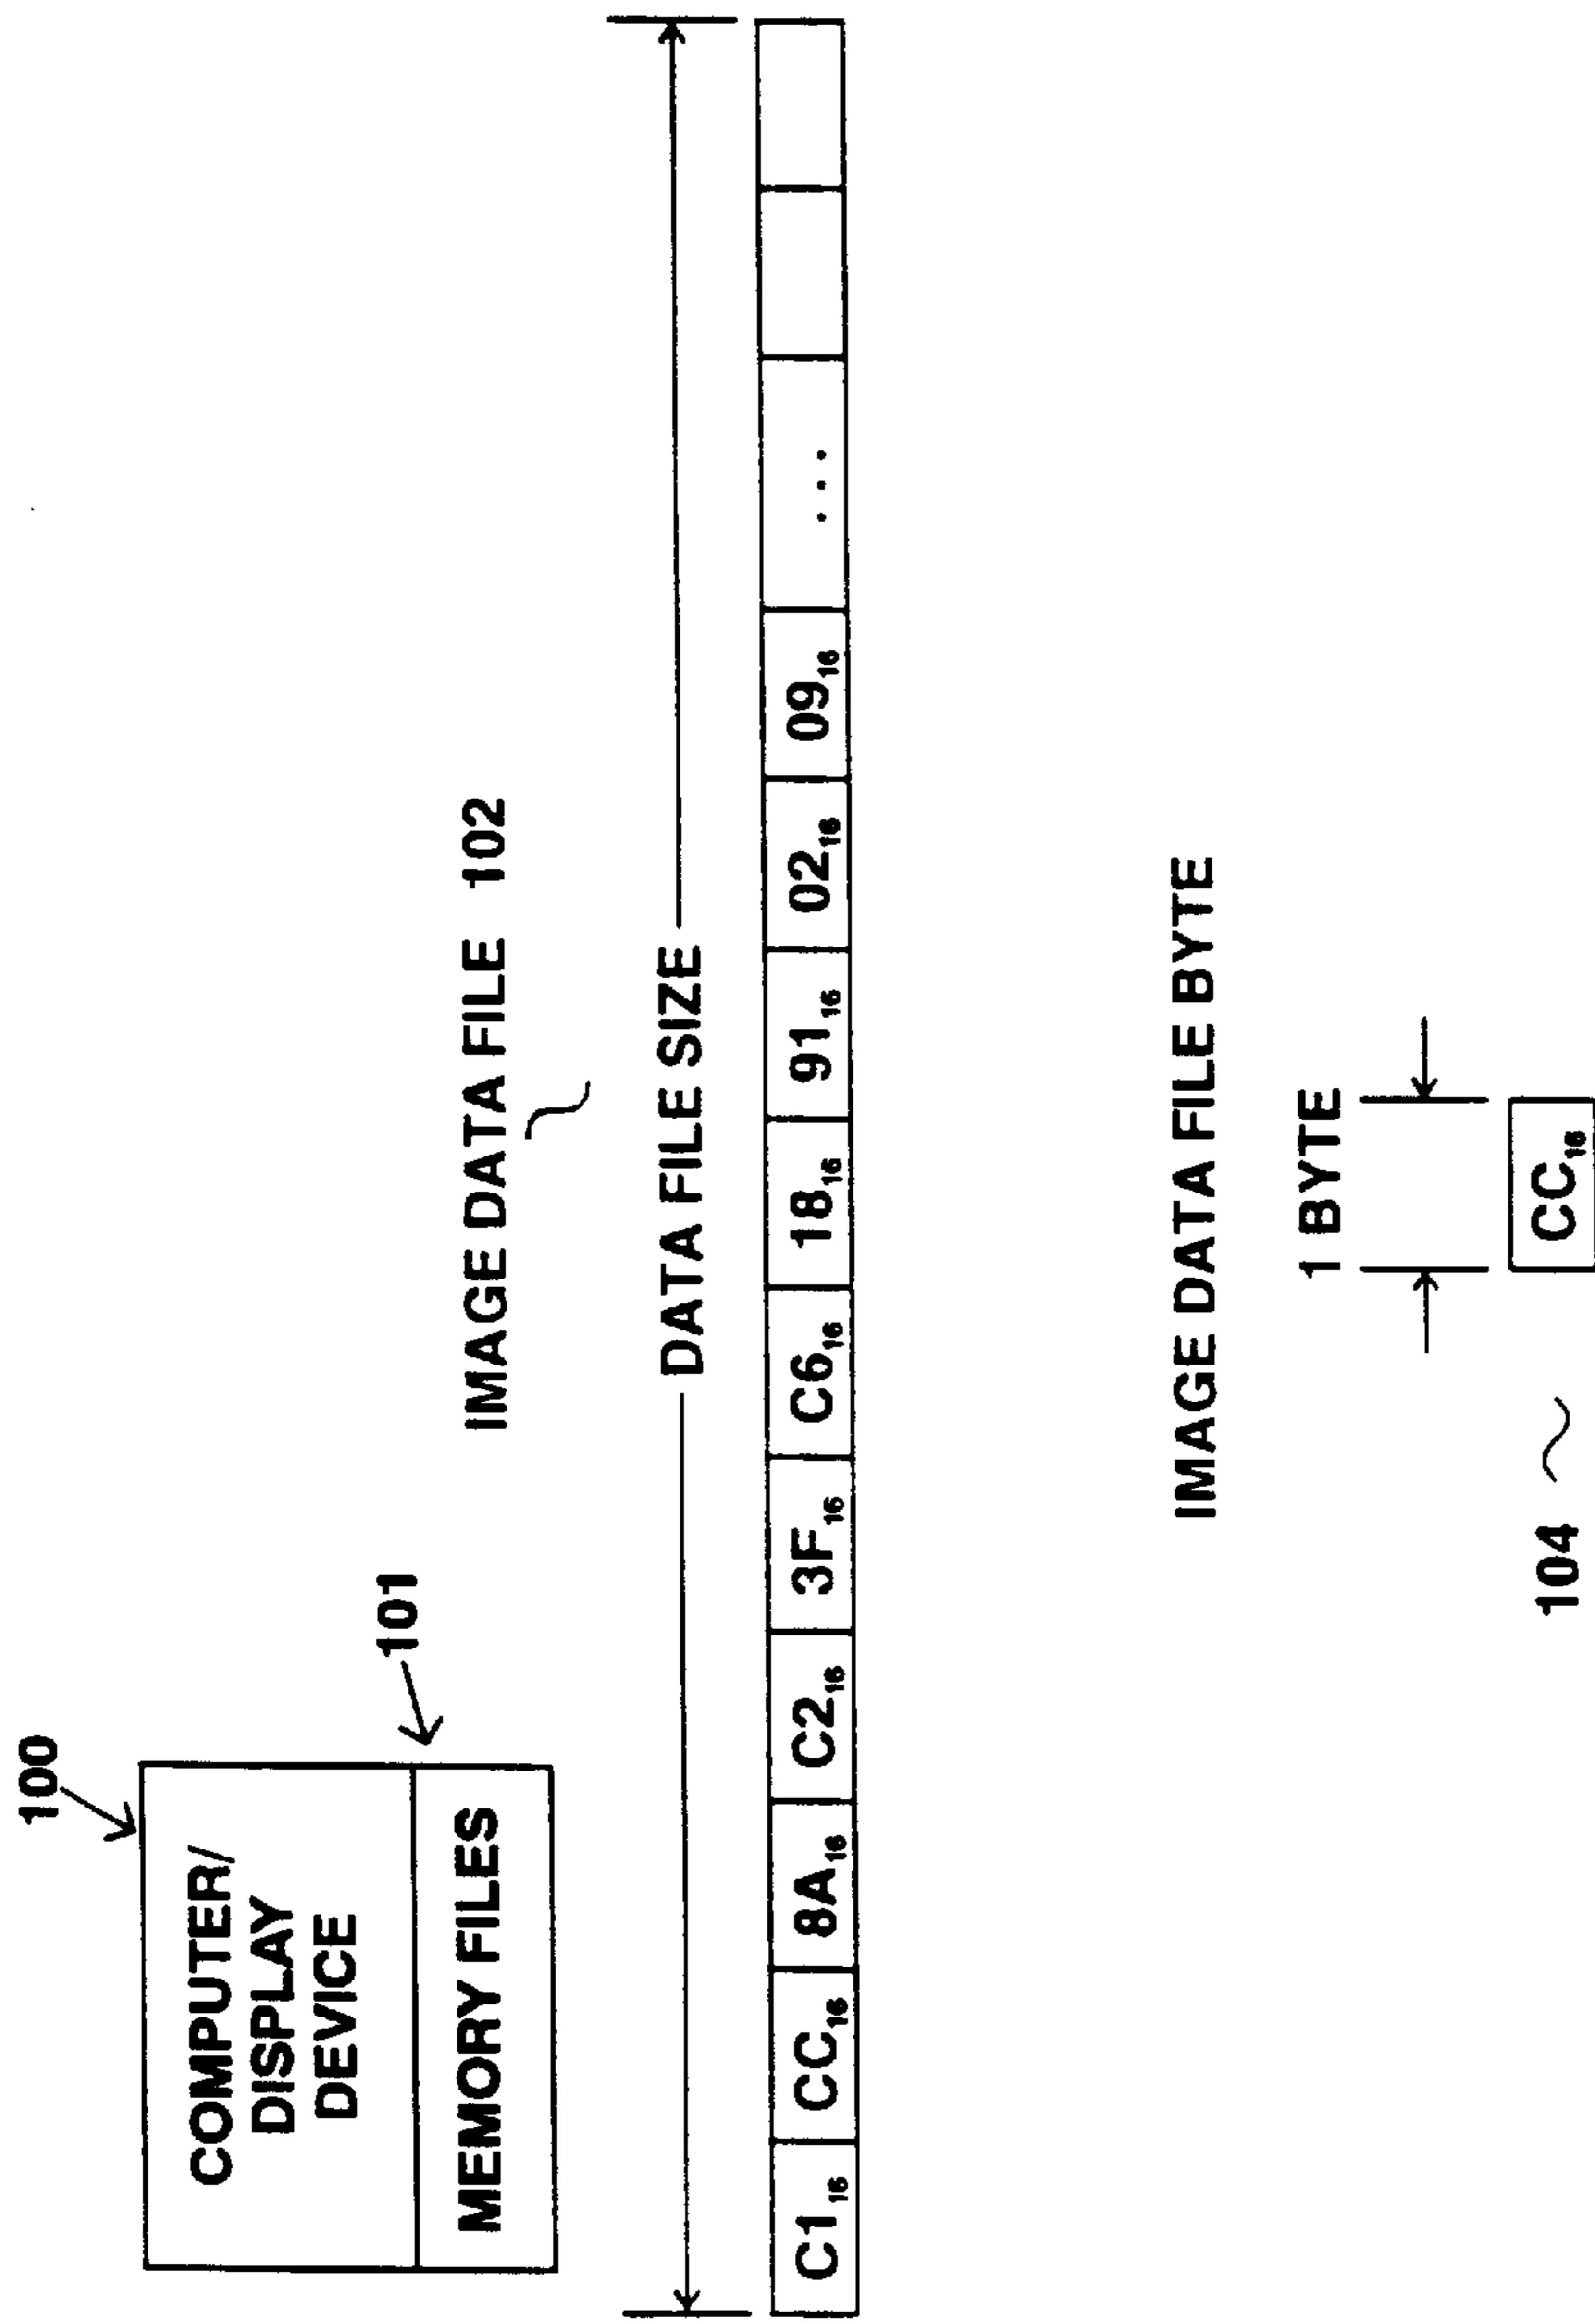 100
COMPUTER/
DISPLAY
DEVICE
101
MEMORY FILES
IMAGE DATA FILE 102
DATA FILE SIZE
C1₁₆ CC₁₆ 8A₁₆ C2₁₆ 3F₁₆ C6₁₆ 18₁₆ 91₁₆ 02₁₆ 09₁₆ ...
IMAGE DATA FILE BYTE
1 BYTE
104 CC₁₆